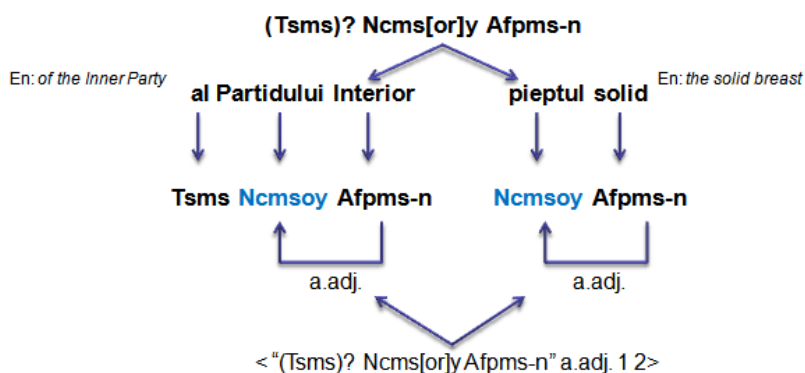 (Tsms)? Ncms[or]y Afpms-n
En: of the Inner Party
al Partidului Interior
pieptul solid
En: the solid breast
Tsms Ncmsoy Afpms-n
Ncmsoy Afpms-n
a.adj.
a.adj.
< “(Tsms)? Ncms[or]y Afpms-n” a.adj. 1 2>